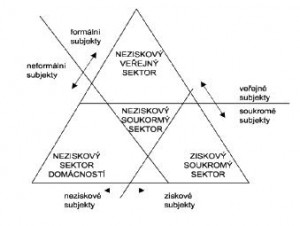 formální
subjekty
neformální
subjekty
NEZISKOVÝ
VEŘEJNÝ
SEKTOR
veřejné
subjekty
soukromé
subjekty
NEZISKOVÝ
SOUKORMÝ
SEKTOR
NEZISKOVÝ
SEKTOR
DOMÁCNOSTÍ
ZISKOVÝ
SOUKROMÝ
SEKTOR
neziskové
subjekty
ziskové
subjekty